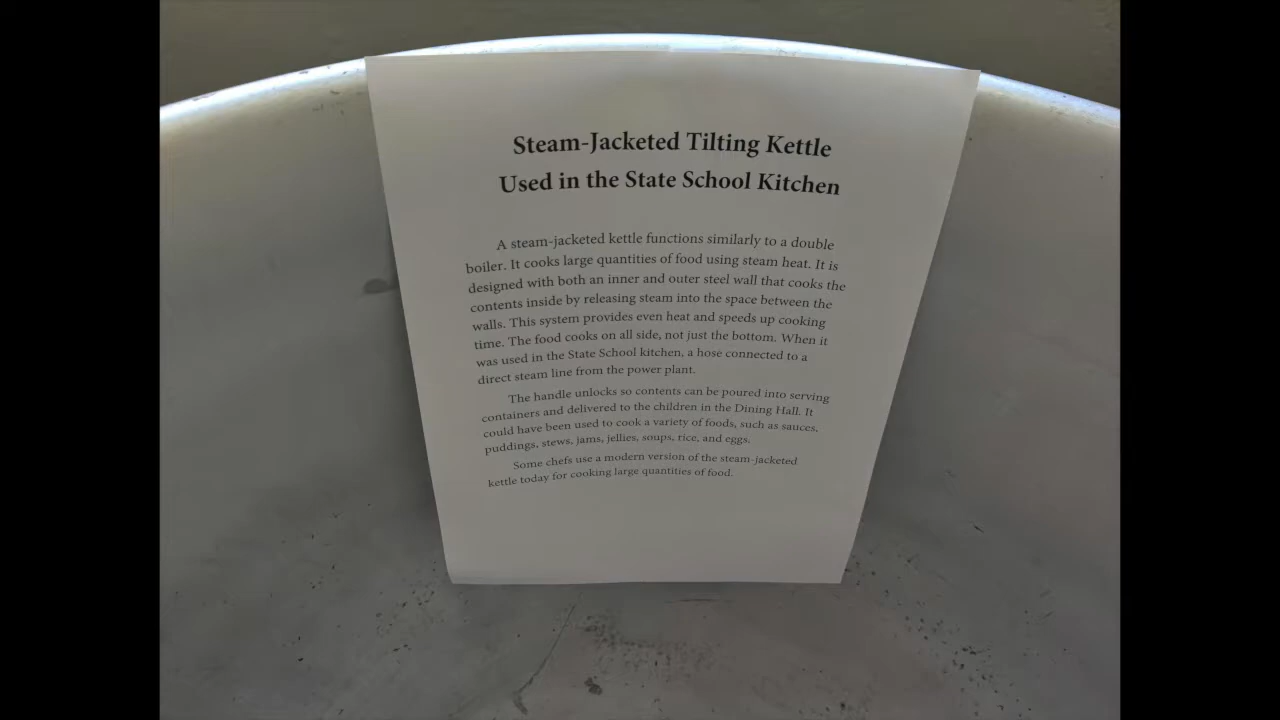 Steam-Jacketed Tilting Kettle
Used in the State School Kitchen
A steam-jacketed kettle functions similarly to a double
boiler. It cooks large quantities of food using steam heat. It is
designed with both an inner and outer steel wall that cooks the
contents inside by releasing steam into the space between the
walls. This system provides even heat and speeds up cooking
time. The food cooks on all side, not just the bottom. When it
was used in the State School kitchen, a hose connected to a
direct steam line from the power plant.
The handle unlocks so contents can be poured into serving
containers and delivered to the children in the Dining Hall. It
could have been used to cook a variety of foods, such as sauces,
puddings, stews, jams, jellies, soups, rice, and eggs.
Some chefs use a modern version of the steam-jacketed
kettle today for cooking large quantities of food.